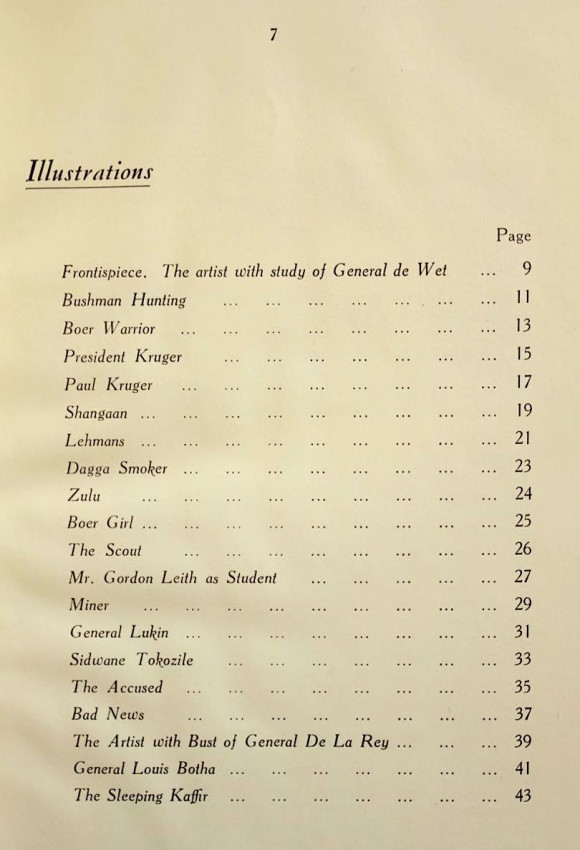 7
Illustrations
Page
Frontispiece. The artist with study of General de Wet ... 9
Bushman Hunting ... ... ... ... ... ... ... 11
Boer Warrior ... ... ... ... ... ... ... ... 13
President Kruger ... ... ... ... ... ... ... 15
Paul Kruger ... ... ... ... ... ... ... ... 17
Shangaan ... ... ... ... ... ... ... ... ... 19
Lehmans ... ... ... ... ... ... ... ... ... 21
Dagga Smoker ... ... ... ... ... ... ... ... 23
Zulu ... ... ... ... ... ... ... ... ... 24
Boer Girl ... ... ... ... ... ... ... ... ... 25
The Scout ... ... ... ... ... ... ... ... 26
Mr. Gordon Leith as Student ... ... ... ... ... 27
Miner ... ... ... ... ... ... ... ... ... 29
General Lukin ... ... ... ... ... ... ... ... 31
Sidwane Tokozile ... ... ... ... ... ... ... 33
The Accused ... ... ... ... ... ... ... ... 35
Bad News ... ... ... ... ... ... ... ... 37
The Artist with Bust of General De La Rey ... ... ... 39
General Louis Botha ... ... ... ... ... ... ... 41
The Sleeping Kaffir ... ... ... ... ... ... ... 43